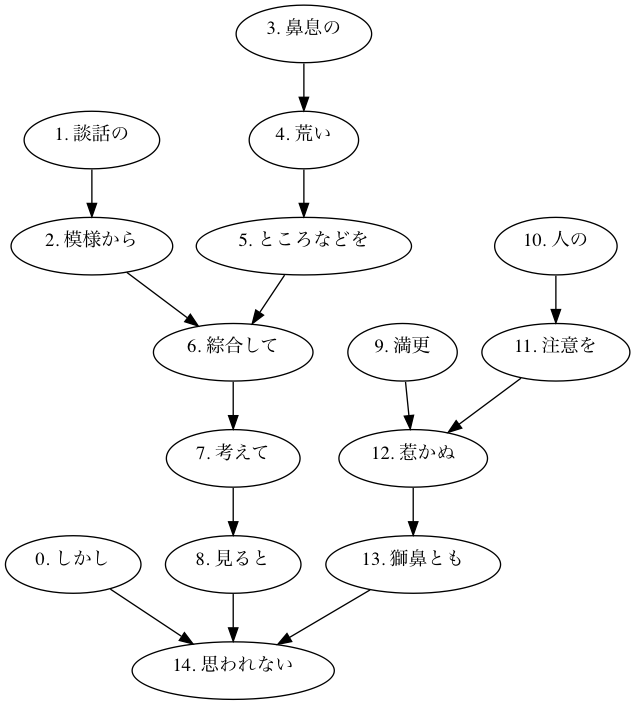 3. 鼻息の
1. 談話の
4. 荒い
2. 模様から
5. ところなどを
10. 人の
6. 綜合して
9. 満更
11. 注意を
7. 考えて
12. 惹かぬ
0. しかし
8. 見ると
13. 獅鼻とも
14. 思われない